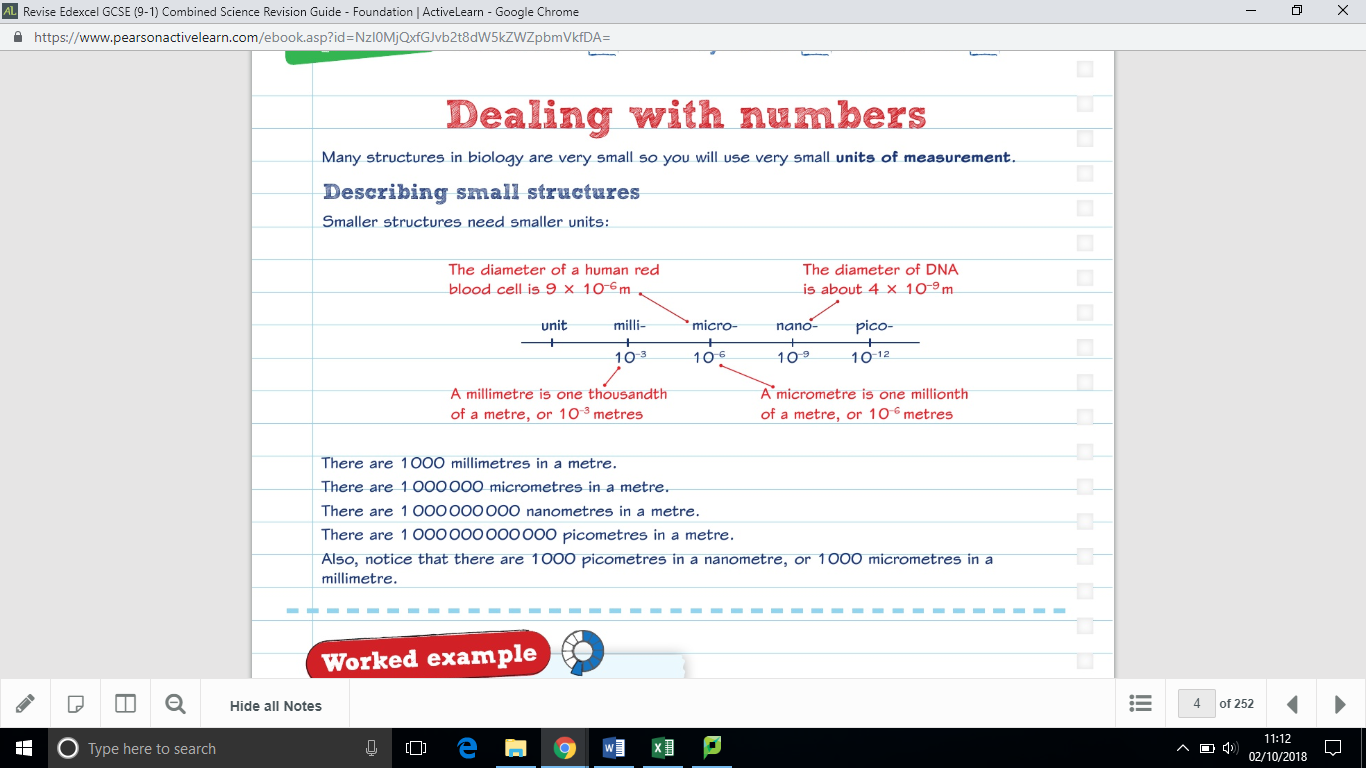 Revise Edexcel GCSE (9-1) Combined Science Revision Guide - Foundation | ActiveLearn - Google Chrome
https://www.pearsonactivelearn.com/ebook.asp?id=NzI0MjQxfGJvb2t8dW5kZWZpbmVkfDA=
Dealing with numbers
Many structures in biology are very small so you will use very small units of measurement.
Describing small structures
Smaller structures need smaller units:
The diameter of a human red
blood cell is 9 × 10⁻⁶ m
The diameter of DNA
is about 4 × 10⁻⁹ m
unit milli- micro- nano- pico-
10⁻³ 10⁻⁶ 10⁻⁹ 10⁻¹²
A millimetre is one thousandth
of a metre, or 10⁻³ metres
A micrometre is one millionth
of a metre, or 10⁻⁶ metres
There are 1000 millimetres in a metre.
There are 1 000 000 micrometres in a metre.
There are 1 000 000 000 nanometres in a metre.
There are 1 000 000 000 000 picometres in a metre.
Also, notice that there are 1000 picometres in a nanometre, or 1000 micrometres in a
millimetre.
Worked example
Hide all Notes
4 of 252
Type here to search
11:12
02/10/2018